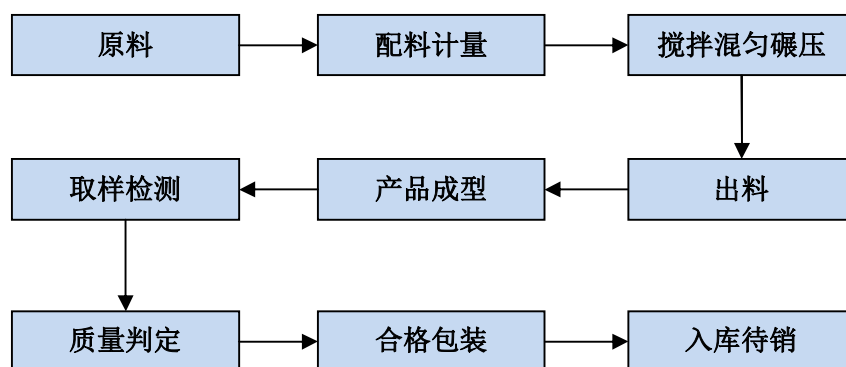 原料
配料计量
搅拌混匀碾压
出料
产品成型
取样检测
质量判定
合格包装
入库待销